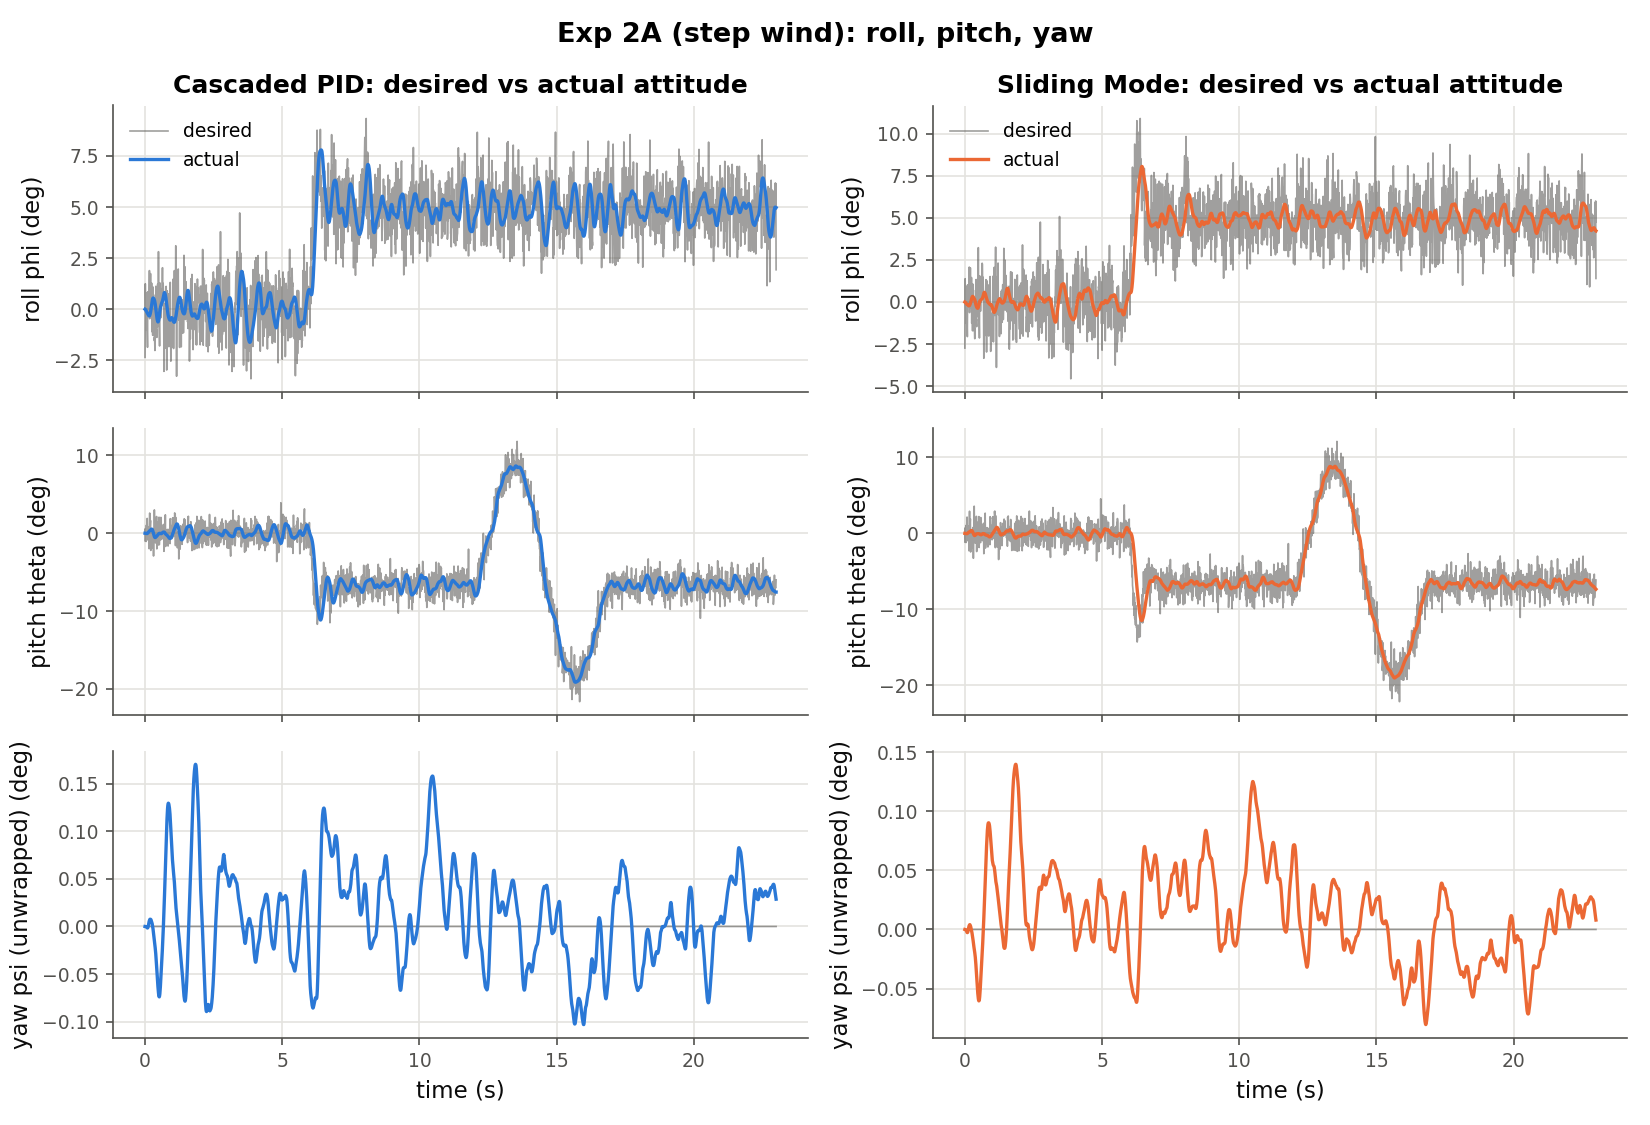 Exp 2A (step wind): roll, pitch, yaw
Cascaded PID: desired vs actual attitude
desired
actual
roll phi (deg)
7.5
5.0
2.5
0.0
−2.5
Sliding Mode: desired vs actual attitude
desired
actual
roll phi (deg)
10.0
7.5
5.0
2.5
0.0
−2.5
−5.0
pitch theta (deg)
10
0
−10
−20
pitch theta (deg)
10
0
−10
−20
yaw psi (unwrapped) (deg)
0.15
0.10
0.05
0.00
−0.05
−0.10
0 5 10 15 20
time (s)
yaw psi (unwrapped) (deg)
0.15
0.10
0.05
0.00
−0.05
0 5 10 15 20
time (s)